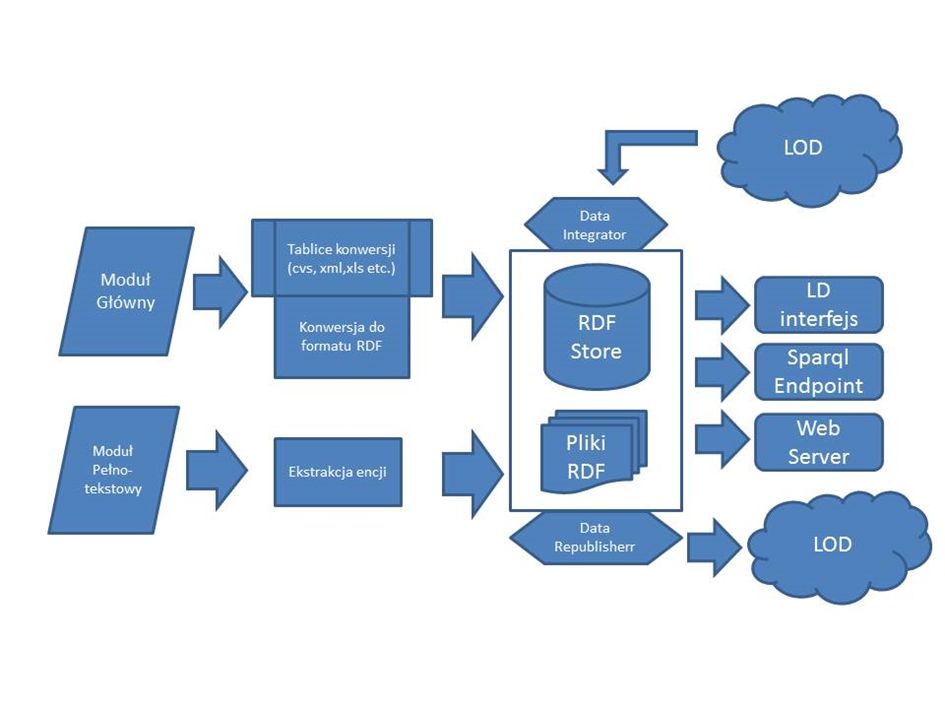 LOD
Data
Integrator
Moduł
Główny
Tablice konwersji
(cvs, xml,xls etc.)
Konwersja do
formatu RDF
RDF
Store
LD
interfejs
Sparql
Endpoint
Web
Server
Moduł
Pełno-
tekstowy
Ekstrakcja encji
Pliki
RDF
Data
Republisherr
LOD